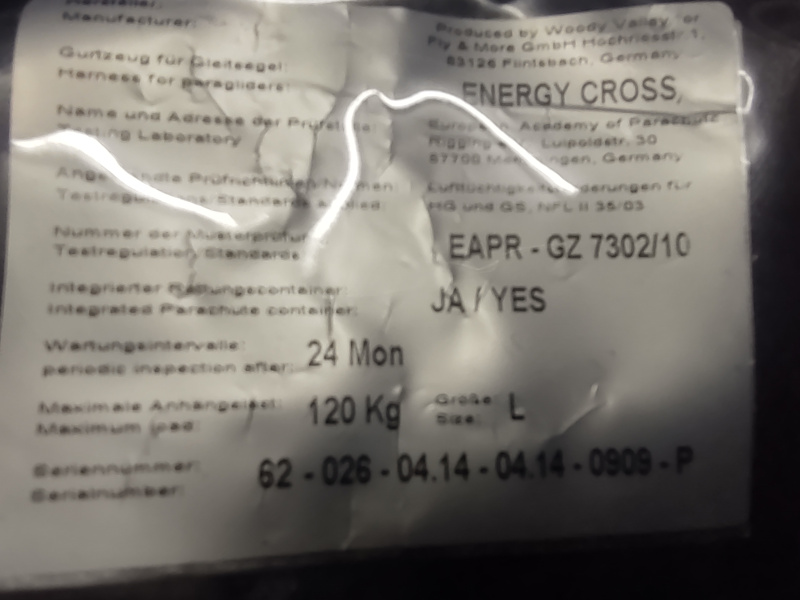 Hersteller:
Manufacturer:
Produced by Woody Valley for
Fly & More GmbH Hochriesstr. 1,
83126 Flintsbach, Germany
Gurtzeug für Gleitsegel:
Harness for paragliders:
ENERGY CROSS,
Name und Adresse der Prüfstelle:
Testing Laboratory
European Academy of Parachute
Rigging Luipoldstr. 30
Germany
Testregulations/Standards
Lufttüchtigkeitsforderungen für
HG und GS, NFL II 35/03
Nummer der Musterprüfung
Testregulation/Standards
EAPR - GZ 7302/10
Integrierter Rettungscontainer:
Integrated Parachute container:
JA / YES
Wartungsintervalle:
periodic inspection after:
24 Mon
Maximale Anhängelast:
Maximum load:
120 Kg
Größe:
Size:
L
Seriennummer:
Serialnumber:
62 - 026 - 04.14 - 04.14 - 0909 - P